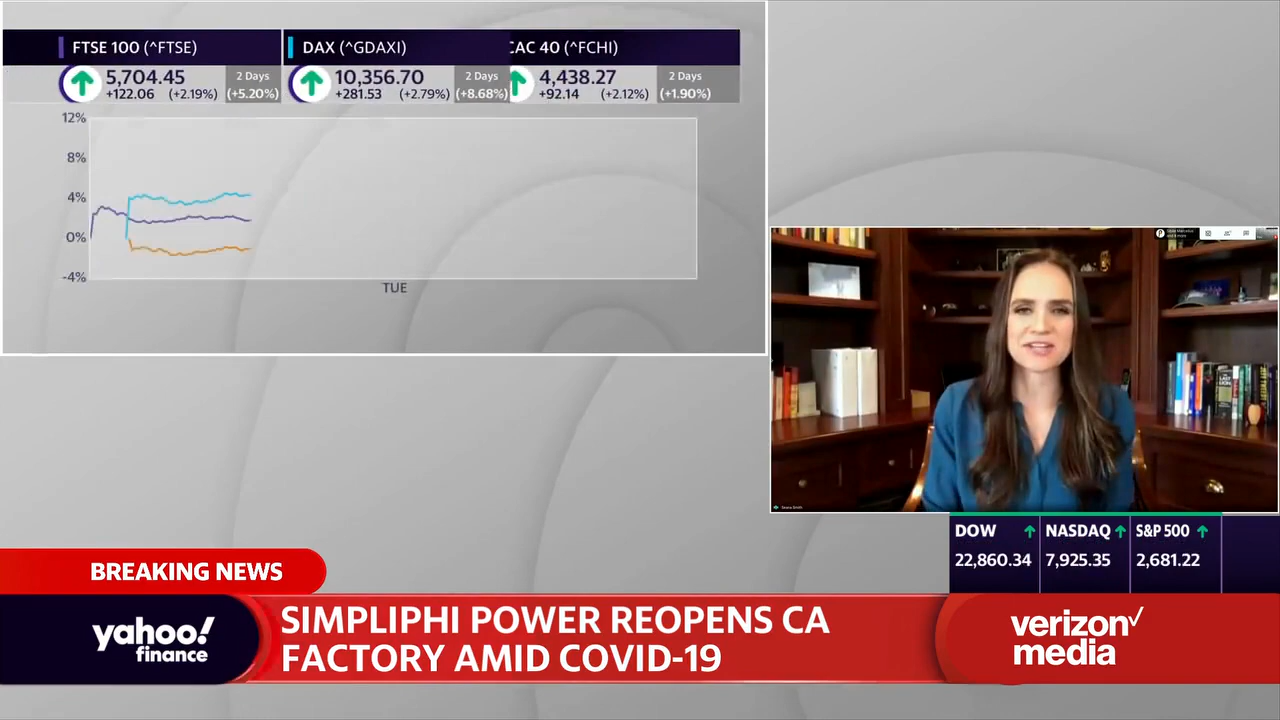 FTSE 100 (^FTSE)
5,704.45
2 Days
+122.06 (+2.19%)
(+5.20%)
DAX (^GDAXI)
10,356.70
2 Days
+281.53 (+2.79%)
(+8.68%)
CAC 40 (^FCHI)
4,438.27
2 Days
+92.14 (+2.12%)
(+1.90%)
12%
8%
4%
0%
-4%
TUE
DOW
22,860.34
NASDAQ
7,925.35
S&P 500
2,681.22
BREAKING NEWS
yahoo!
finance
SIMPLIPHI POWER REOPENS CA
FACTORY AMID COVID-19
verizon
media